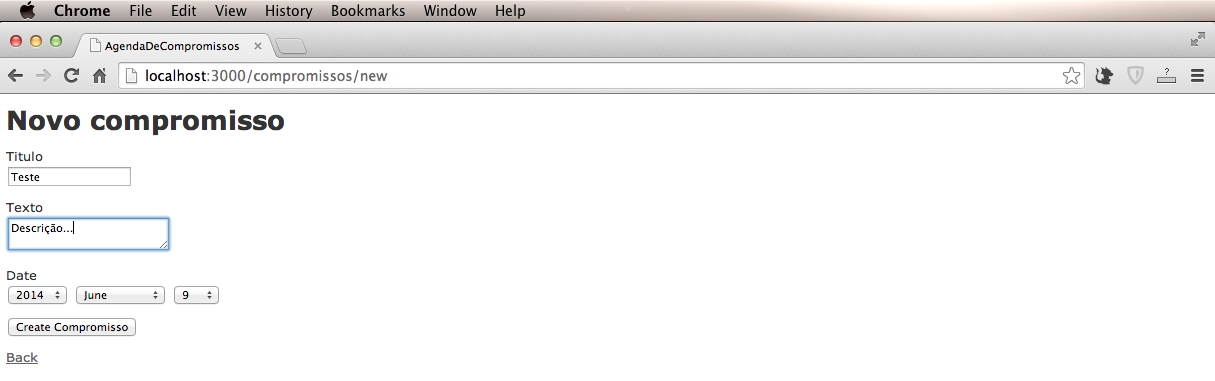 Chrome File Edit View History Bookmarks Window Help
AgendaDeCompromissos ×
localhost:3000/compromissos/new ?
Novo compromisso
Titulo
Teste
Texto
Descrição...
Date
2014 June 9
Create Compromisso
Back